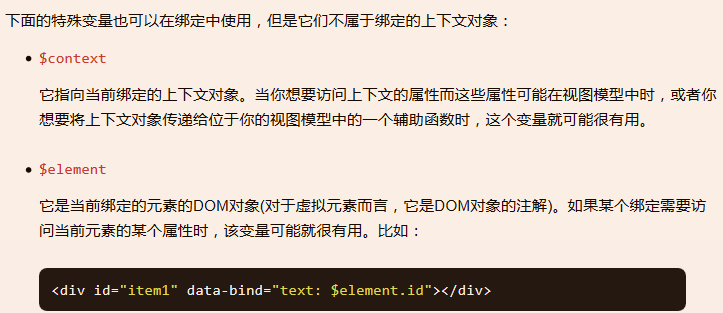 下面的特殊变量也可以在绑定中使用，但是它们不属于绑定的上下文对象：
$context
它指向当前绑定的上下文对象。当你想要访问上下文的属性而这些属性可能在视图模型中时，或者你
想要将上下文对象传递给位于你的视图模型中的一个辅助函数时，这个变量就可能很有用。
$element
它是当前绑定的元素的DOM对象(对于虚拟元素而言，它是DOM对象的注解)。如果某个绑定需要访
问当前元素的某个属性时，该变量可能就很有用。比如：
<div id="item1" data-bind="text: $element.id"></div>